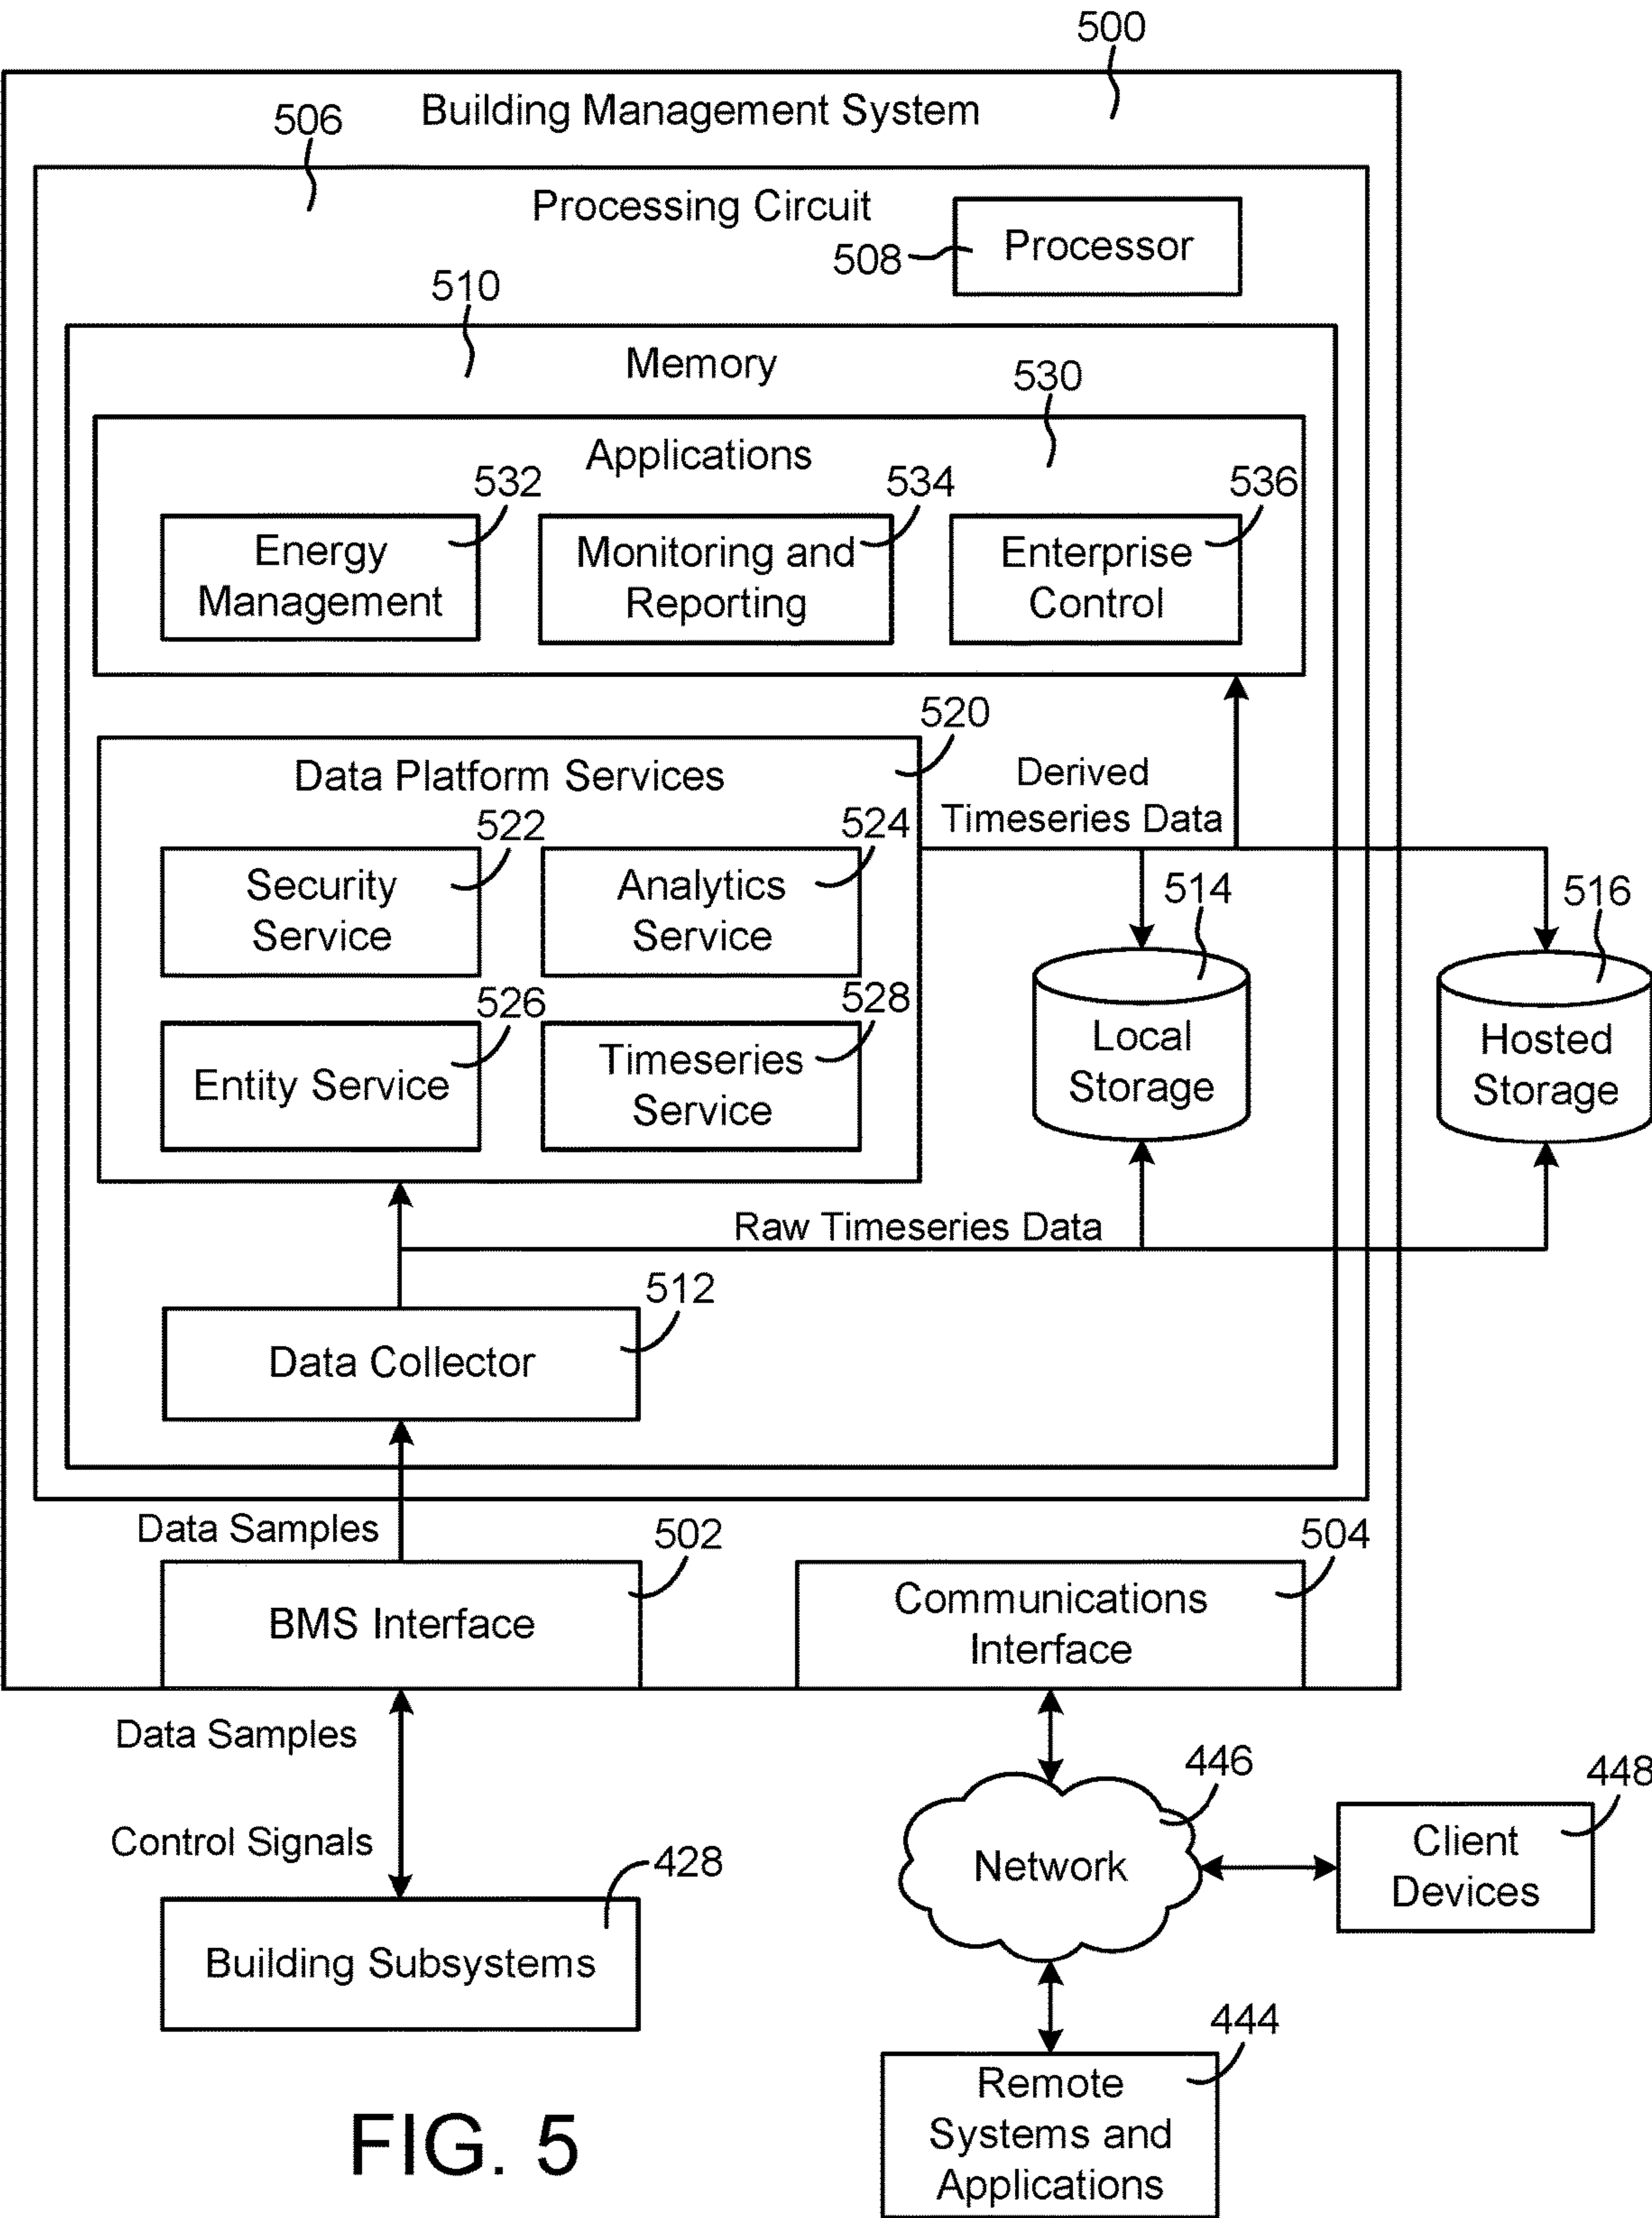 500
Building Management System
506
Processing Circuit
Processor
508
510
Memory
530
Applications
532
534
536
Energy
Management
Monitoring and
Reporting
Enterprise
Control
520
Data Platform Services
Derived
Timeseries Data
522
524
Security
Service
Analytics
Service
514
516
526
528
Entity Service
Timeseries
Service
Local
Storage
Hosted
Storage
Raw Timeseries Data
512
Data Collector
Data Samples
502
504
BMS Interface
Communications
Interface
Data Samples
446
448
Control Signals
Network
Client
Devices
428
Building Subsystems
444
Remote
Systems and
Applications
FIG. 5